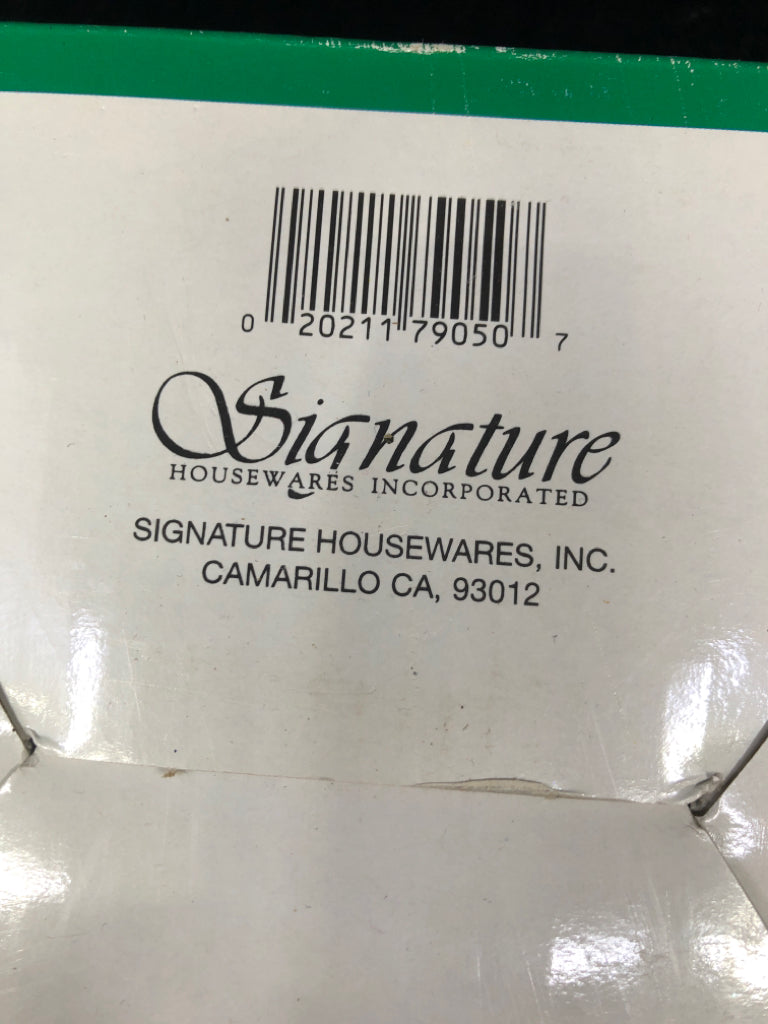 0 20211 79050 7
Signature
HOUSEWARES INCORPORATED
SIGNATURE HOUSEWARES, INC.
CAMARILLO CA, 93012